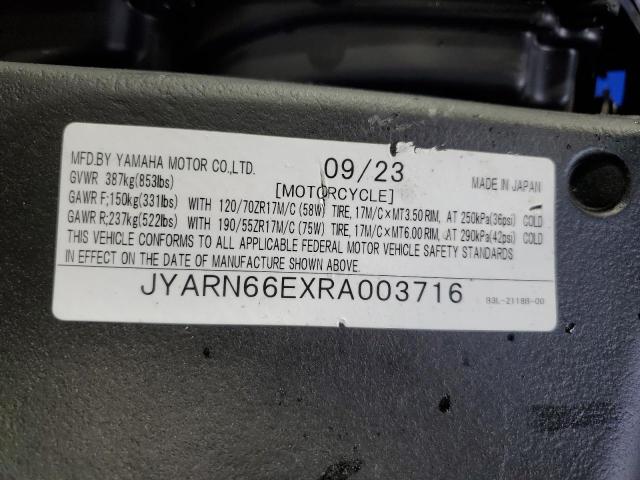 MFD.BY YAMAHA MOTOR CO.,LTD. 09/23
GVWR 387kg(853lbs) [MOTORCYCLE] MADE IN JAPAN
GAWR F;150kg(331lbs) WITH 120/70ZR17M/C (58W) TIRE, 17M/C×MT3.50 RIM, AT 250kPa(36psi) COLD
GAWR R;237kg(522lbs) WITH 190/55ZR17M/C (75W) TIRE, 17M/C×MT6.00 RIM, AT 290kPa(42psi) COLD
THIS VEHICLE CONFORMS TO ALL APPLICABLE FEDERAL MOTOR VEHICLE SAFETY STANDARDS
IN EFFECT ON THE DATE OF MANUFACTURE SHOWN ABOVE.
JYARN66EXRA003716 B3L-2118B-00